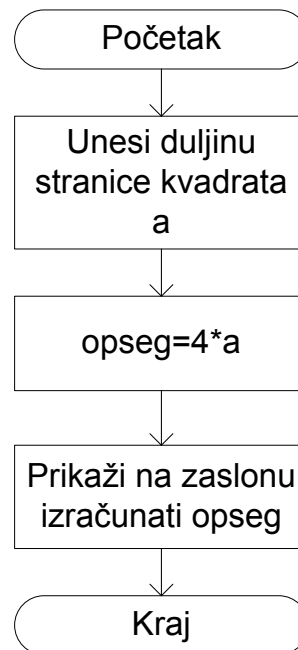 Početak
Unesi duljinu
stranice kvadrata
a
opseg=4*a
Prikaži na zaslonu
izračunati opseg
Kraj